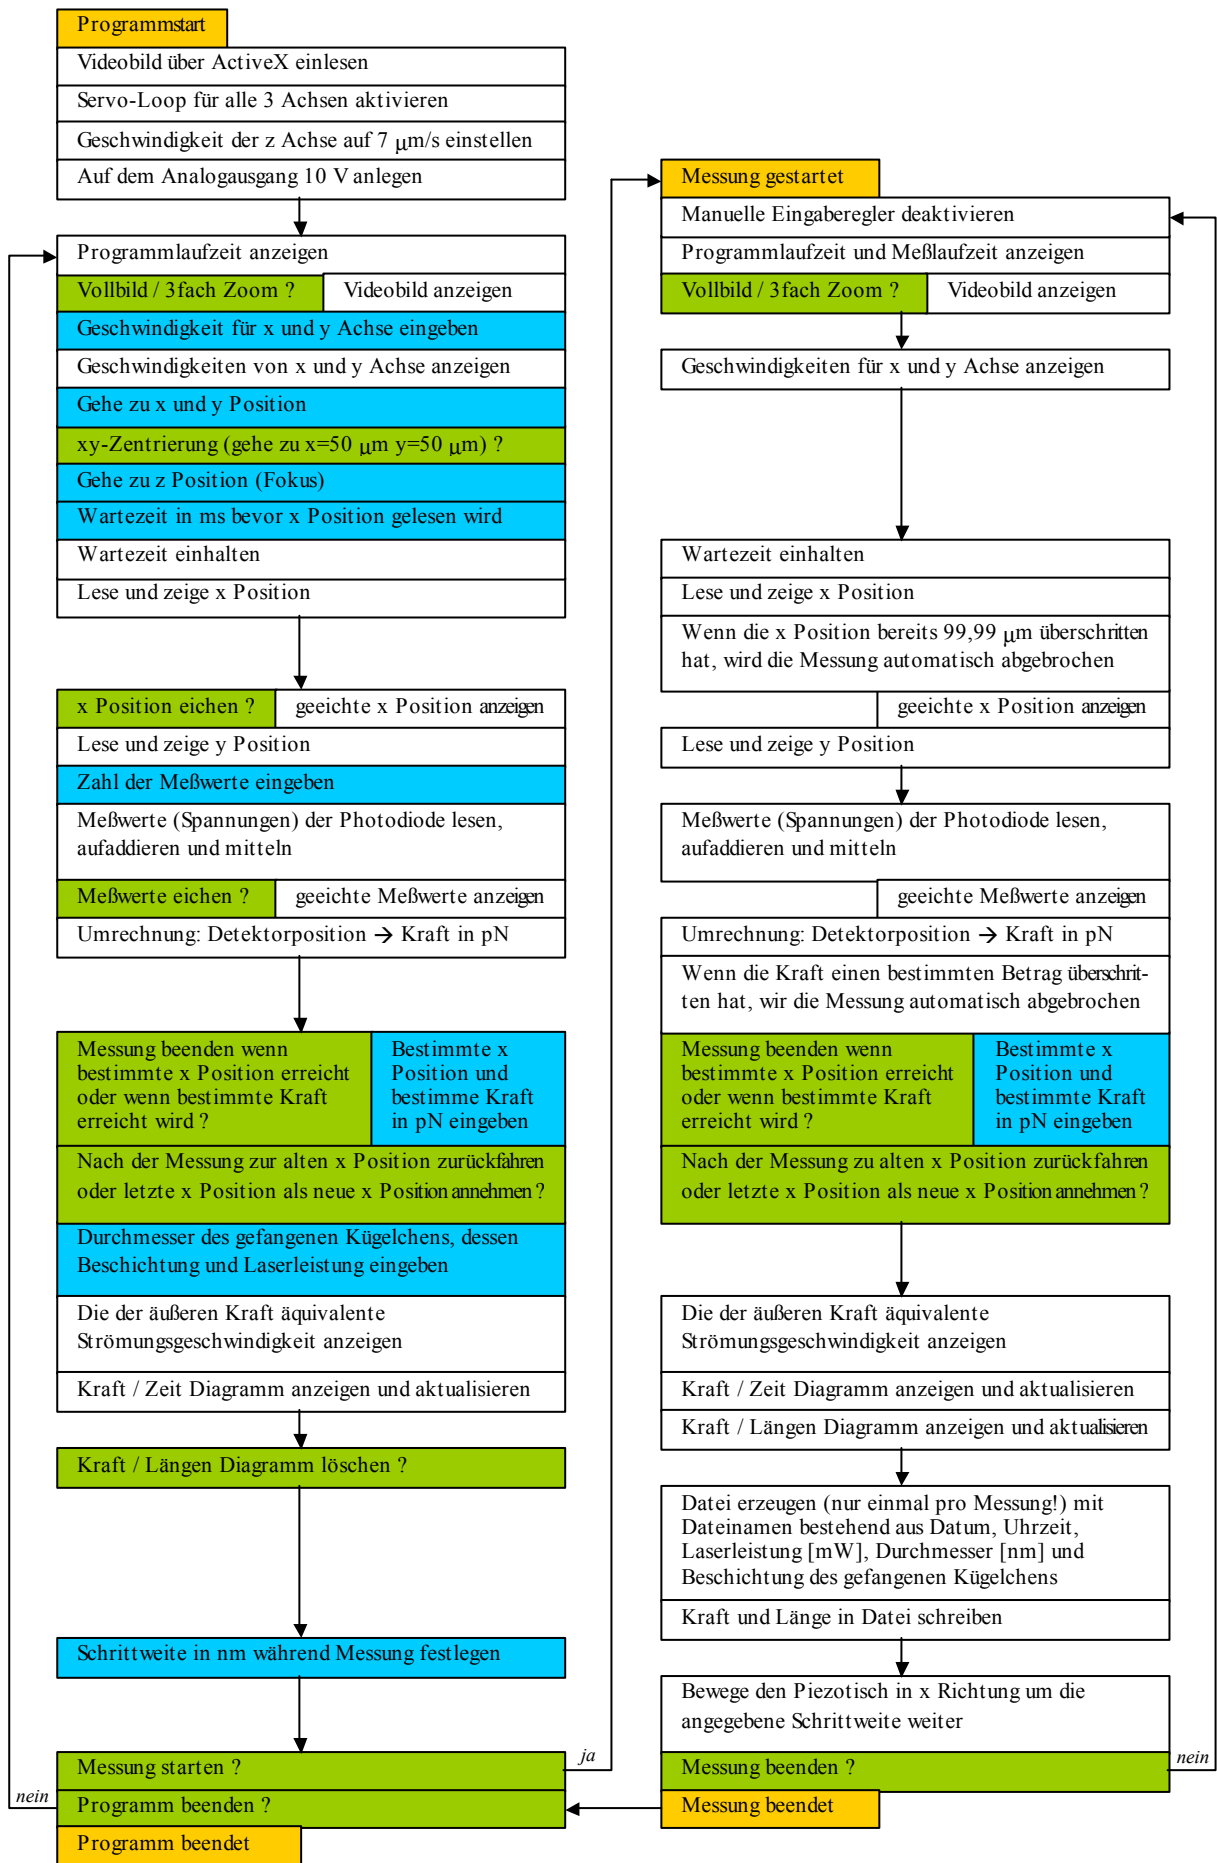 Programmstart
Videobild über ActiveX einlesen
Servo-Loop für alle 3 Achsen aktivieren
Geschwindigkeit der z Achse auf 7 µm/s einstellen
Auf dem Analogausgang 10 V anlegen
Programmlaufzeit anzeigen
Vollbild / 3fach Zoom ? Videobild anzeigen
Geschwindigkeit für x und y Achse eingeben
Geschwindigkeiten von x und y Achse anzeigen
Gehe zu x und y Position
xy-Zentrierung (gehe zu x=50 µm y=50 µm) ?
Gehe zu z Position (Fokus)
Wartezeit in ms bevor x Position gelesen wird
Wartezeit einhalten
Lese und zeige x Position
x Position eichen ? geeichte x Position anzeigen
Lese und zeige y Position
Zahl der Meßwerte eingeben
Meßwerte (Spannungen) der Photodiode lesen,
aufaddieren und mitteln
Meßwerte eichen ? geeichte Meßwerte anzeigen
Umrechnung: Detektorposition → Kraft in pN
Messung beenden wenn
bestimmte x Position erreicht
oder wenn bestimmte Kraft
erreicht wird ?
Bestimmte x
Position und
bestimme Kraft
in pN eingeben
Nach der Messung zur alten x Position zurückfahren
oder letzte x Position als neue x Position annehmen ?
Durchmesser des gefangenen Kügelchens, dessen
Beschichtung und Laserleistung eingeben
Die der äußeren Kraft äquivalente
Strömungsgeschwindigkeit anzeigen
Kraft / Zeit Diagramm anzeigen und aktualisieren
Kraft / Längen Diagramm löschen ?
Schrittweite in nm während Messung festlegen
Messung starten ?
ja
nein
Programm beenden ?
Programm beendet
Messung gestartet
Manuelle Eingaberegler deaktivieren
Programmlaufzeit und Meßlaufzeit anzeigen
Vollbild / 3fach Zoom ? Videobild anzeigen
Geschwindigkeiten für x und y Achse anzeigen
Wartezeit einhalten
Lese und zeige x Position
Wenn die x Position bereits 99,99 µm überschritten
hat, wird die Messung automatisch abgebrochen
geeichte x Position anzeigen
Lese und zeige y Position
Meßwerte (Spannungen) der Photodiode lesen,
aufaddieren und mitteln
geeichte Meßwerte anzeigen
Umrechnung: Detektorposition → Kraft in pN
Wenn die Kraft einen bestimmten Betrag überschrit-
ten hat, wir die Messung automatisch abgebrochen
Messung beenden wenn
bestimmte x Position erreicht
oder wenn bestimmte Kraft
erreicht wird ?
Bestimmte x
Position und
bestimmte Kraft
in pN eingeben
Nach der Messung zu alten x Position zurückfahren
oder letzte x Position als neue x Position annehmen ?
Die der äußeren Kraft äquivalente
Strömungsgeschwindigkeit anzeigen
Kraft / Zeit Diagramm anzeigen und aktualisieren
Kraft / Längen Diagramm anzeigen und aktualisieren
Datei erzeugen (nur einmal pro Messung!) mit
Dateinamen bestehend aus Datum, Uhrzeit,
Laserleistung [mW], Durchmesser [nm] und
Beschichtung des gefangenen Kügelchens
Kraft und Länge in Datei schreiben
Bewege den Piezotisch in x Richtung um die
angegebene Schrittweite weiter
Messung beenden ?
nein
Messung beendet